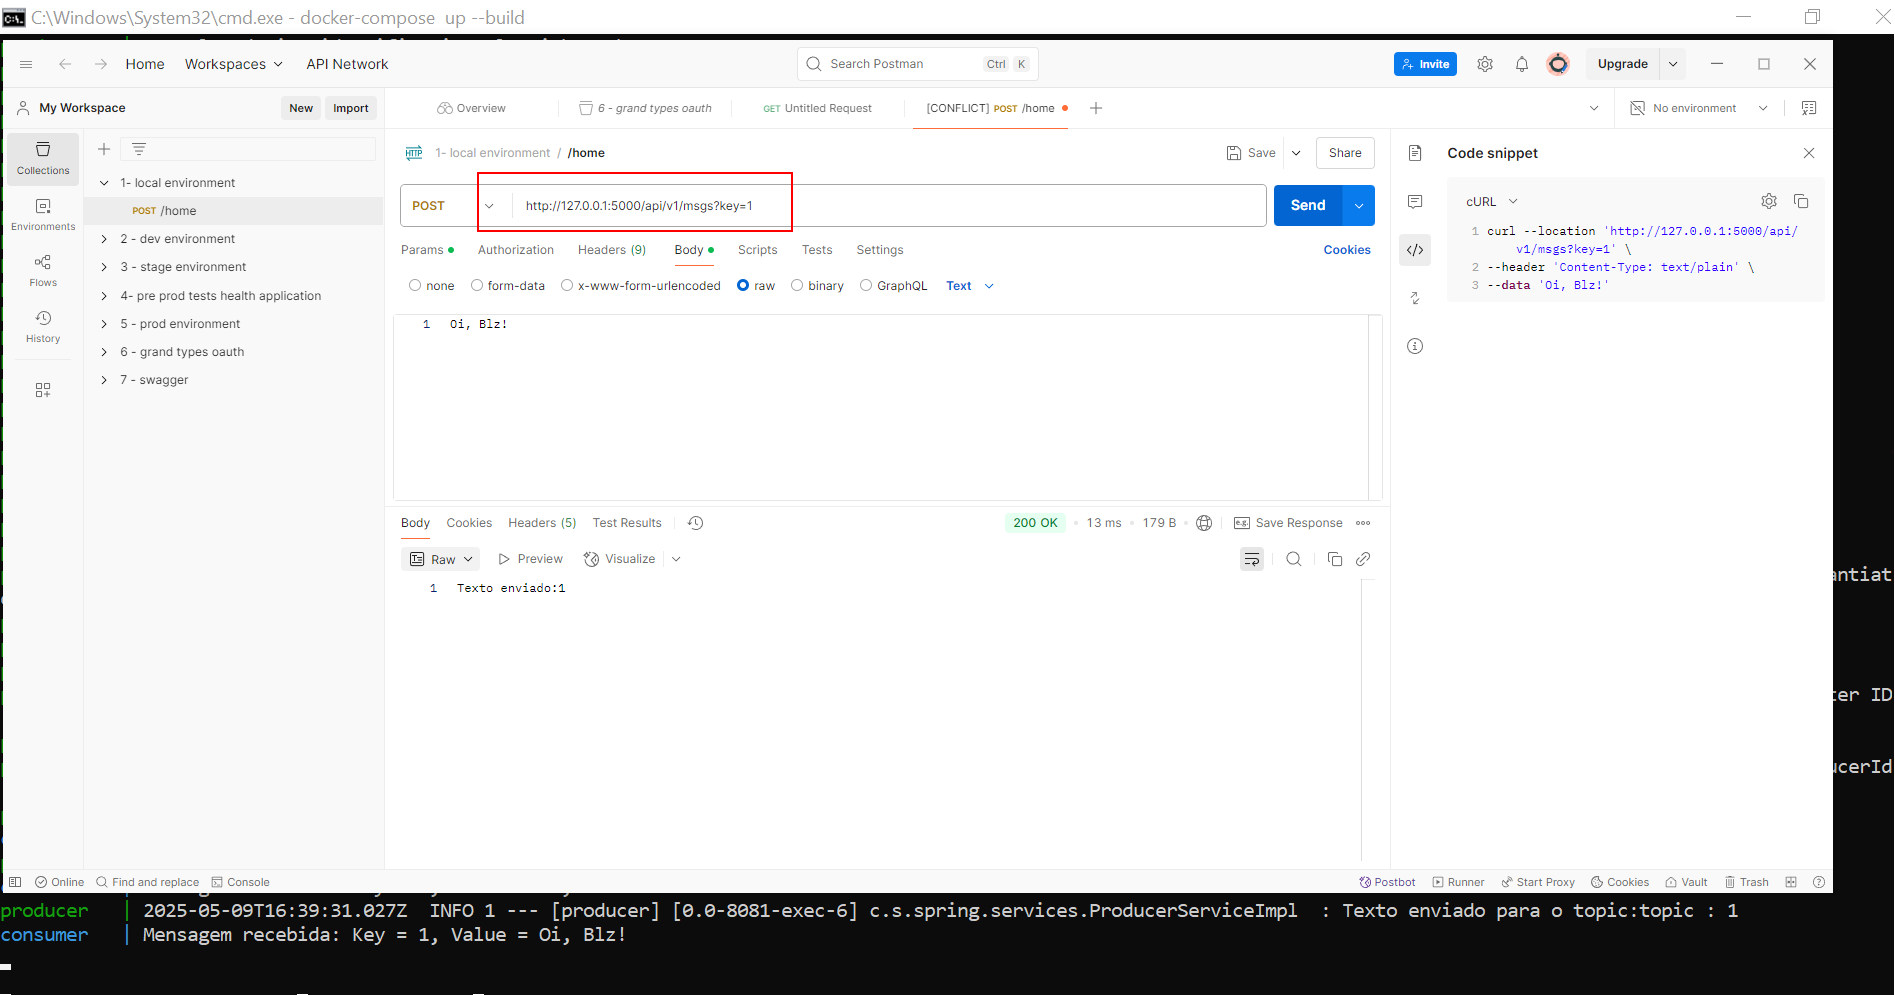 C:\Windows\System32\cmd.exe - docker-compose  up --build
Home Workspaces API Network Search Postman Ctrl K Invite Upgrade
My Workspace New Import Overview 6 - grand types oauth GET Untitled Request [CONFLICT] POST /home No environment
Collections
Environments
Flows
History
1- local environment
POST /home
2 - dev environment
3 - stage environment
4- pre prod tests health application
5 - prod environment
6 - grand types oauth
7 - swagger
HTTP 1- local environment / /home Save Share
POST http://127.0.0.1:5000/api/v1/msgs?key=1 Send
Params Authorization Headers (9) Body Scripts Tests Settings Cookies
none form-data x-www-form-urlencoded raw binary GraphQL Text
1 Oi, Blz!
Body Cookies Headers (5) Test Results 200 OK 13 ms 179 B e.g. Save Response
Raw Preview Visualize
1 Texto enviado:1
Code snippet
cURL
1 curl --location 'http://127.0.0.1:5000/api/
v1/msgs?key=1' \
2 --header 'Content-Type: text/plain' \
3 --data 'Oi, Blz!'
antiat
ter ID
ucerId
Online Find and replace Console Postbot Runner Start Proxy Cookies Vault Trash
producer | 2025-05-09T16:39:31.027Z  INFO 1 --- [producer] [0.0-8081-exec-6] c.s.spring.services.ProducerServiceImpl  : Texto enviado para o topic:topic : 1
consumer | Mensagem recebida: Key = 1, Value = Oi, Blz!